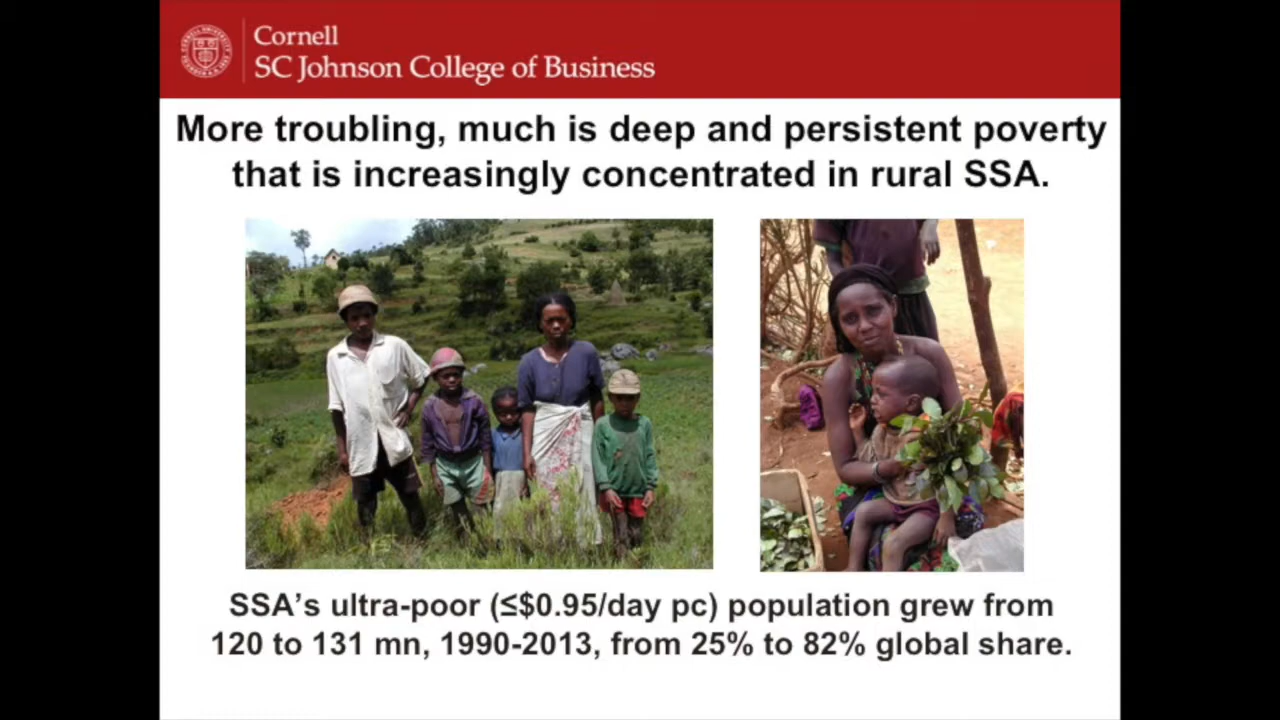 Cornell
SC Johnson College of Business
More troubling, much is deep and persistent poverty
that is increasingly concentrated in rural SSA.
SSA’s ultra-poor (≤$0.95/day pc) population grew from
120 to 131 mn, 1990-2013, from 25% to 82% global share.